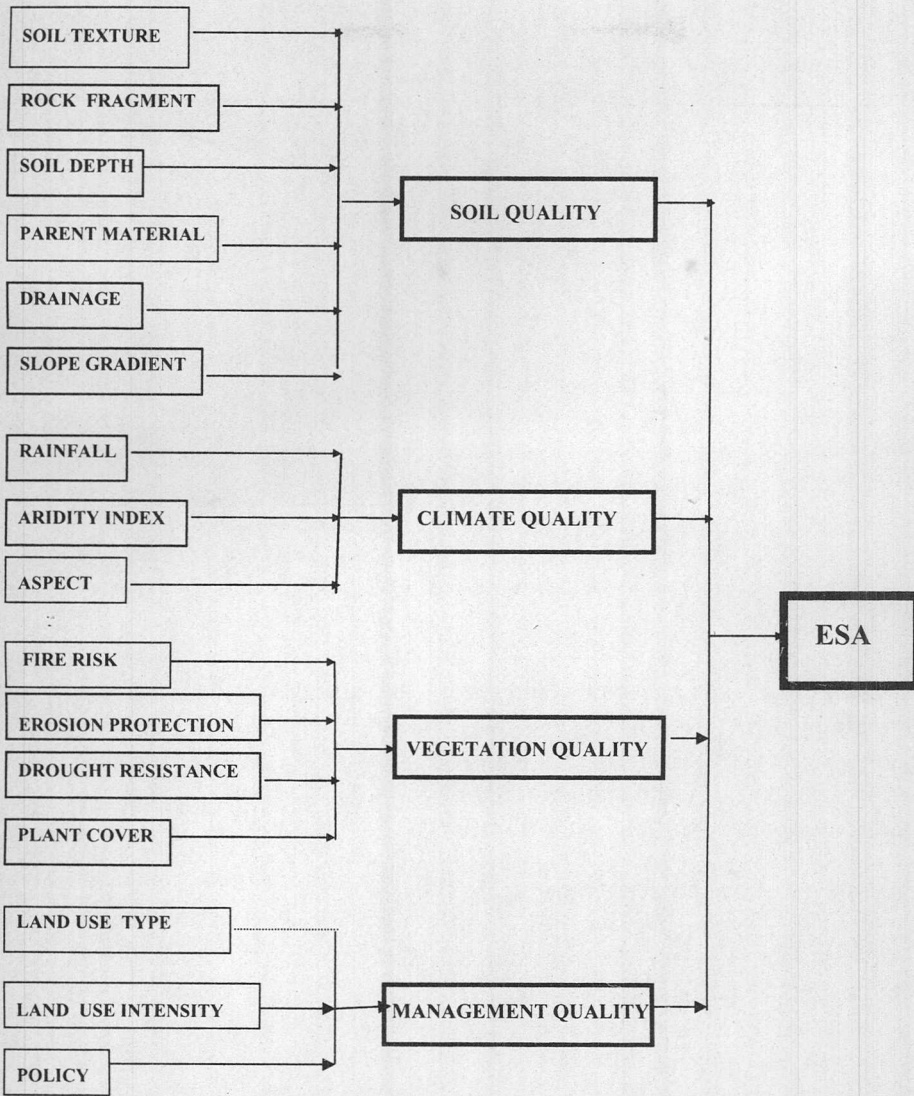 SOIL TEXTURE
ROCK FRAGMENT
SOIL DEPTH
PARENT MATERIAL
DRAINAGE
SLOPE GRADIENT
SOIL QUALITY
RAINFALL
ARIDITY INDEX
ASPECT
CLIMATE QUALITY
FIRE RISK
EROSION PROTECTION
DROUGHT RESISTANCE
PLANT COVER
VEGETATION QUALITY
LAND USE TYPE
LAND USE INTENSITY
POLICY
MANAGEMENT QUALITY
ESA